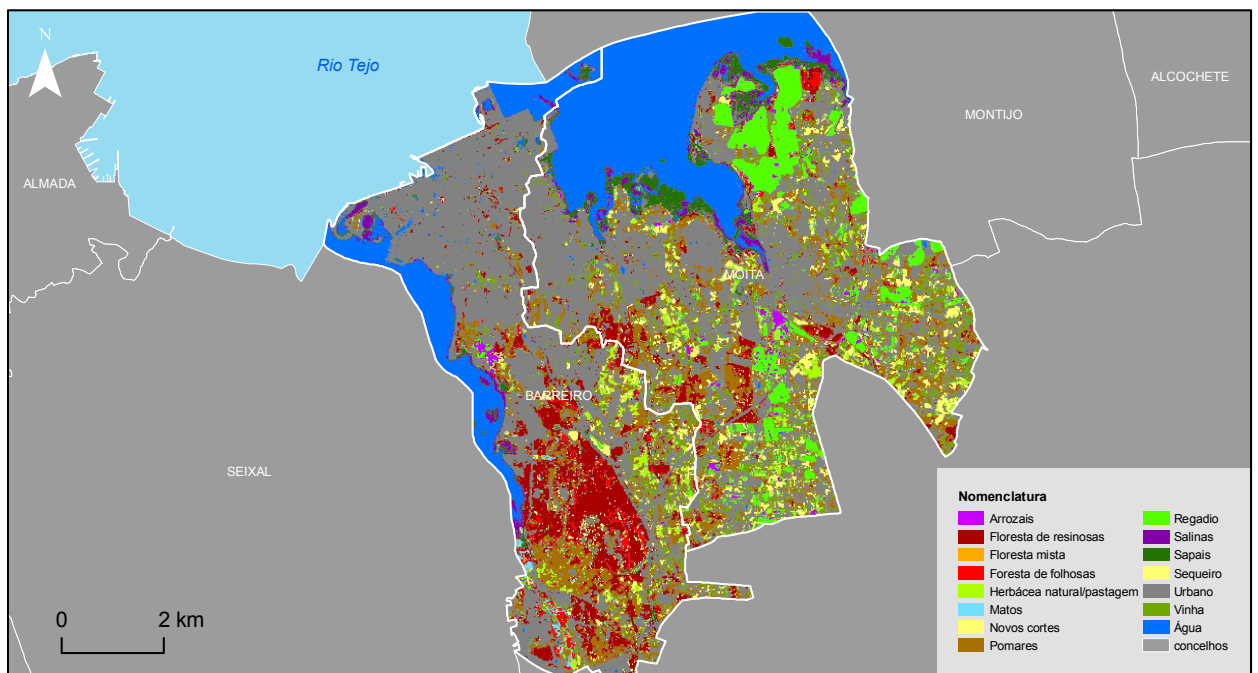 N
Rio Tejo
ALCOCHETE
MONTIJO
ALMADA
MOITA
BARREIRO
SEIXAL
0 2 km
Nomenclatura
Arrozais
Floresta de resinosas
Floresta mista
Foresta de folhosas
Herbácea natural/pastagem
Matos
Novos cortes
Pomares
Regadio
Salinas
Sapais
Sequeiro
Urbano
Vinha
Água
concelhos